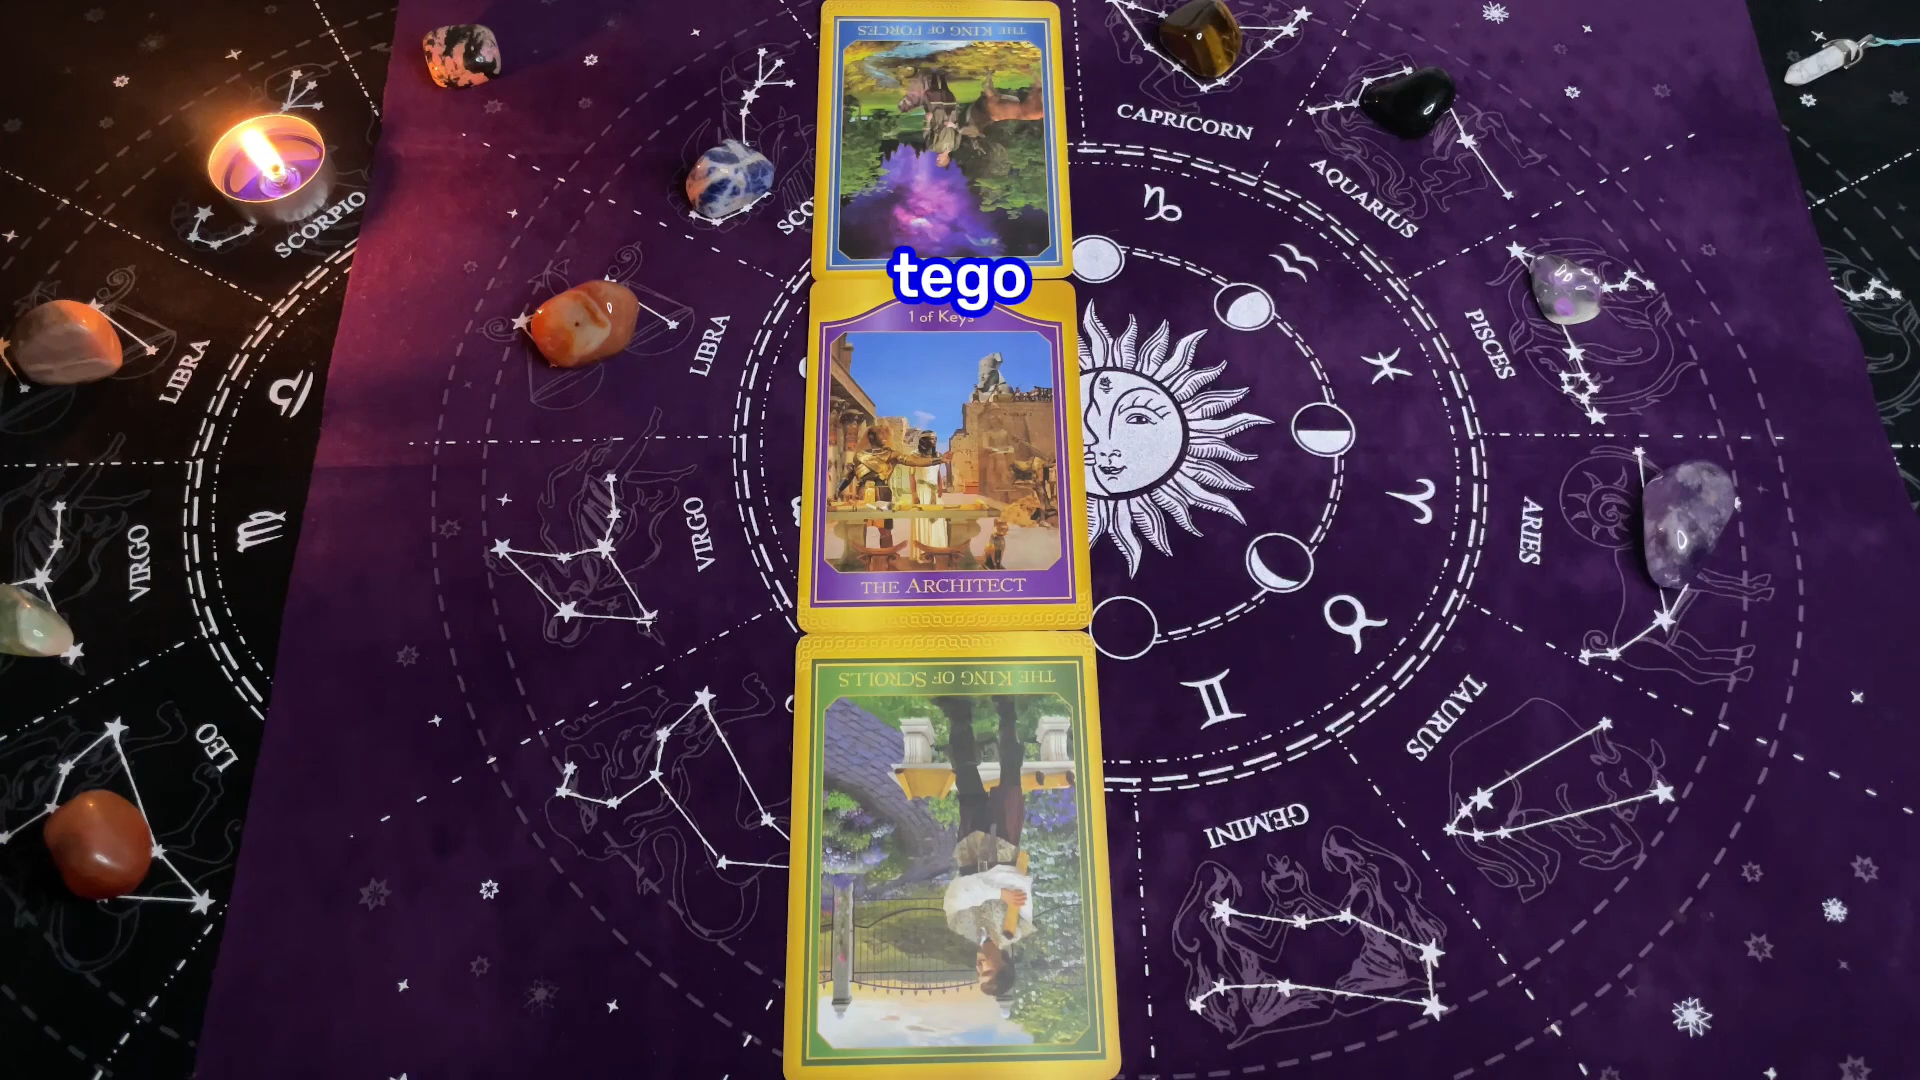 THE KING OF FORCES
CAPRICORN
AQUARIUS
SCORPIO
SCO
tego
1 of Keys
LIBRA
LIBRA
PISCES
VIRGO
VIRGO
ARIES
THE ARCHITECT
THE KING OF SCROLLS
TAURUS
LEO
GEMINI